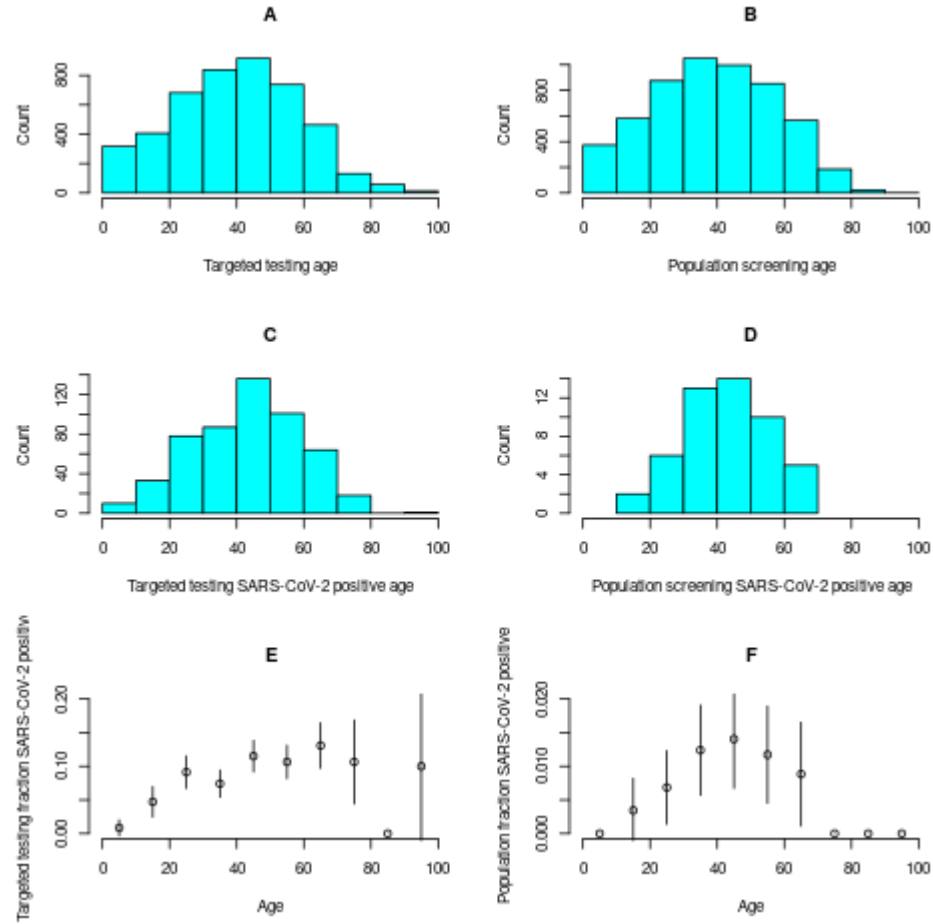 A
Count
0
400
800
0 20 40 60 80 100
Targeted testing age
B
Count
0
400
800
0 20 40 60 80 100
Population screening age
C
Count
0
40
80
120
0 20 40 60 80 100
Targeted testing SARS-CoV-2 positive age
D
Count
0
4
8
12
0 20 40 60 80 100
Population screening SARS-CoV-2 positive age
E
Targeted testing fraction SARS-CoV-2 positiv
0.00
0.10
0.20
0 20 40 60 80 100
Age
F
Population fraction SARS-CoV-2 positive
0.000
0.010
0.020
0 20 40 60 80 100
Age